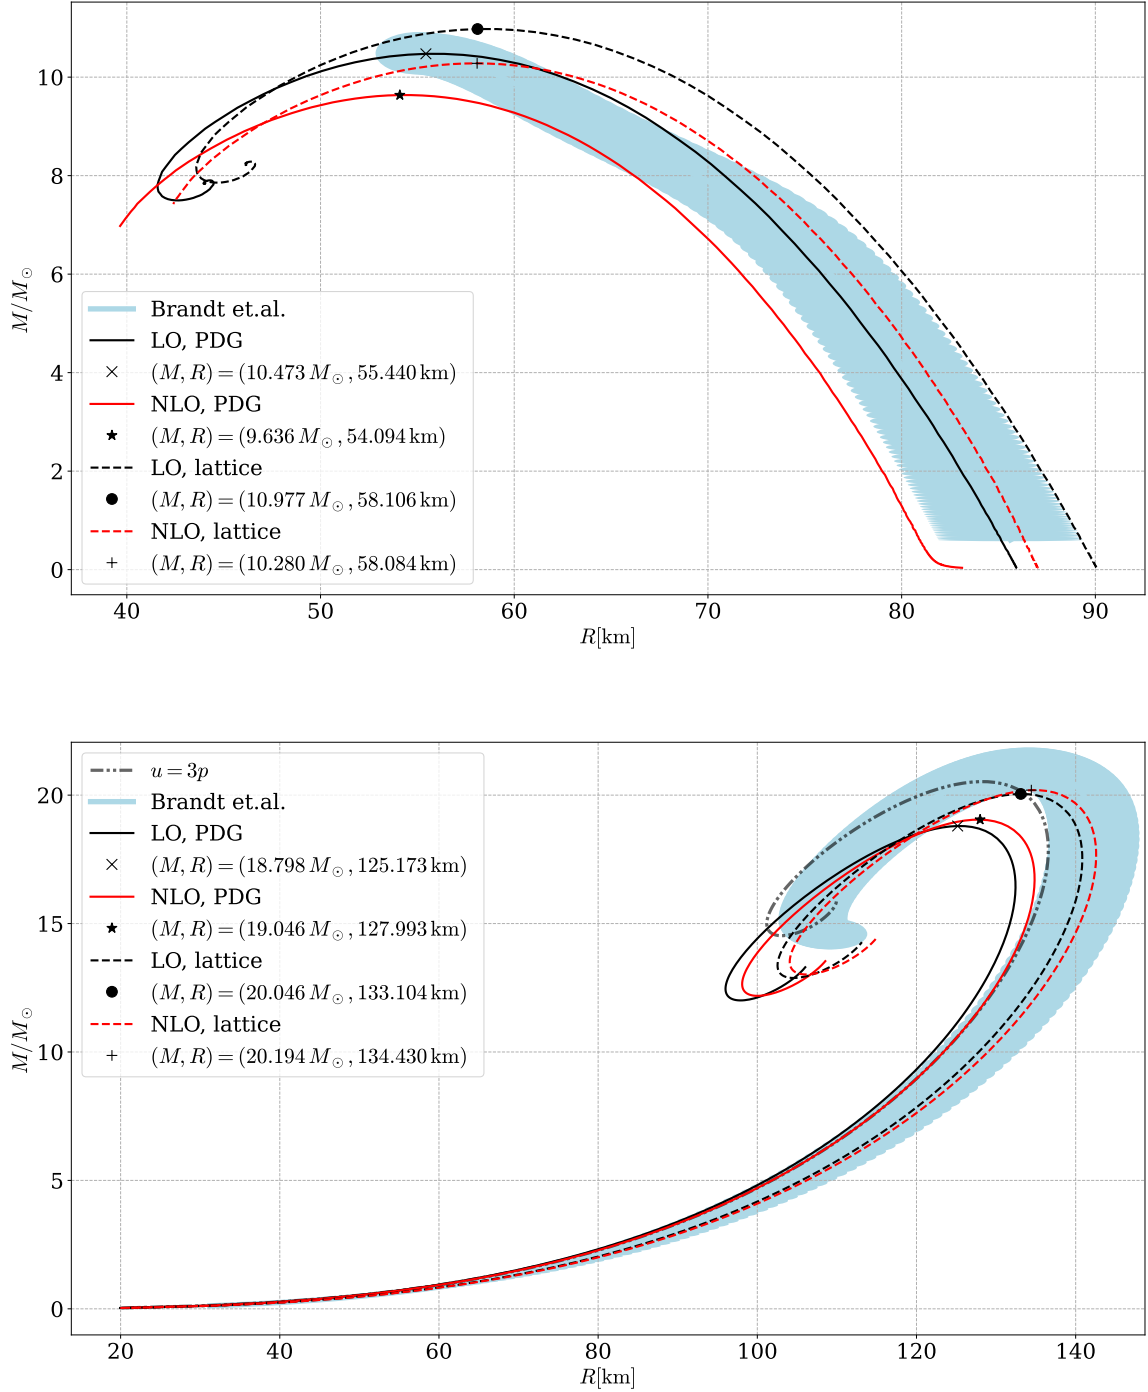 10
8
6
4
2
0
M/M⊙
Brandt et.al.
LO, PDG
(M, R) = (10.473 M⊙, 55.440 km)
NLO, PDG
(M, R) = (9.636 M⊙, 54.094 km)
LO, lattice
(M, R) = (10.977 M⊙, 58.106 km)
NLO, lattice
(M, R) = (10.280 M⊙, 58.084 km)
40 50 60 70 80 90
R[km]
20
15
10
5
0
M/M⊙
u = 3p
Brandt et.al.
LO, PDG
(M, R) = (18.798 M⊙, 125.173 km)
NLO, PDG
(M, R) = (19.046 M⊙, 127.993 km)
LO, lattice
(M, R) = (20.046 M⊙, 133.104 km)
NLO, lattice
(M, R) = (20.194 M⊙, 134.430 km)
20 40 60 80 100 120 140
R[km]